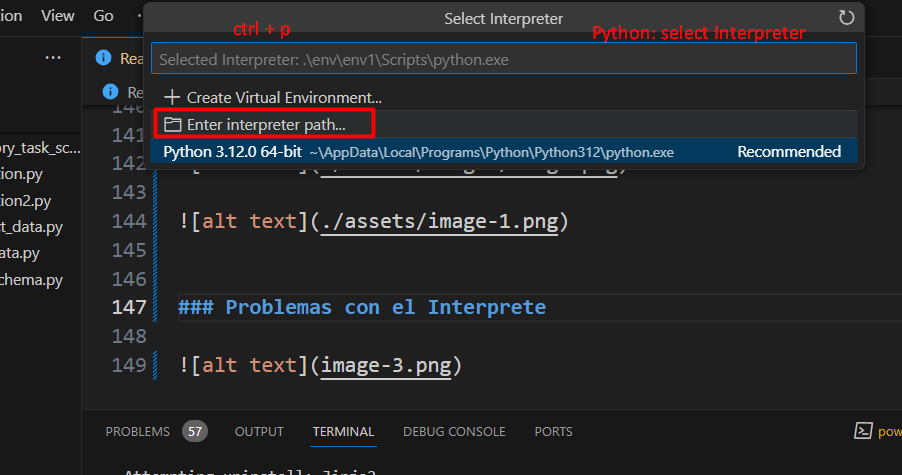 ion View Go
Select Interpreter
ctrl + p
Python: select Interpreter
Selected Interpreter: .\env\env1\Scripts\python.exe
Rea
Create Virtual Environment...
Re
Enter interpreter path...
140
141
Python 3.12.0 64-bit ~\AppData\Local\Programs\Python\Python312\python.exe Recommended
ory_task_sc...
tion.py
143
tion2.py
144 ![alt text](./assets/image-1.png)
ct_data.py
145
ata.py
146
chema.py
147 ### Problemas con el Interprete
148
149 ![alt text](image-3.png)
PROBLEMS 57 OUTPUT TERMINAL DEBUG CONSOLE PORTS
pow
Attempting uninstall: Jinja2